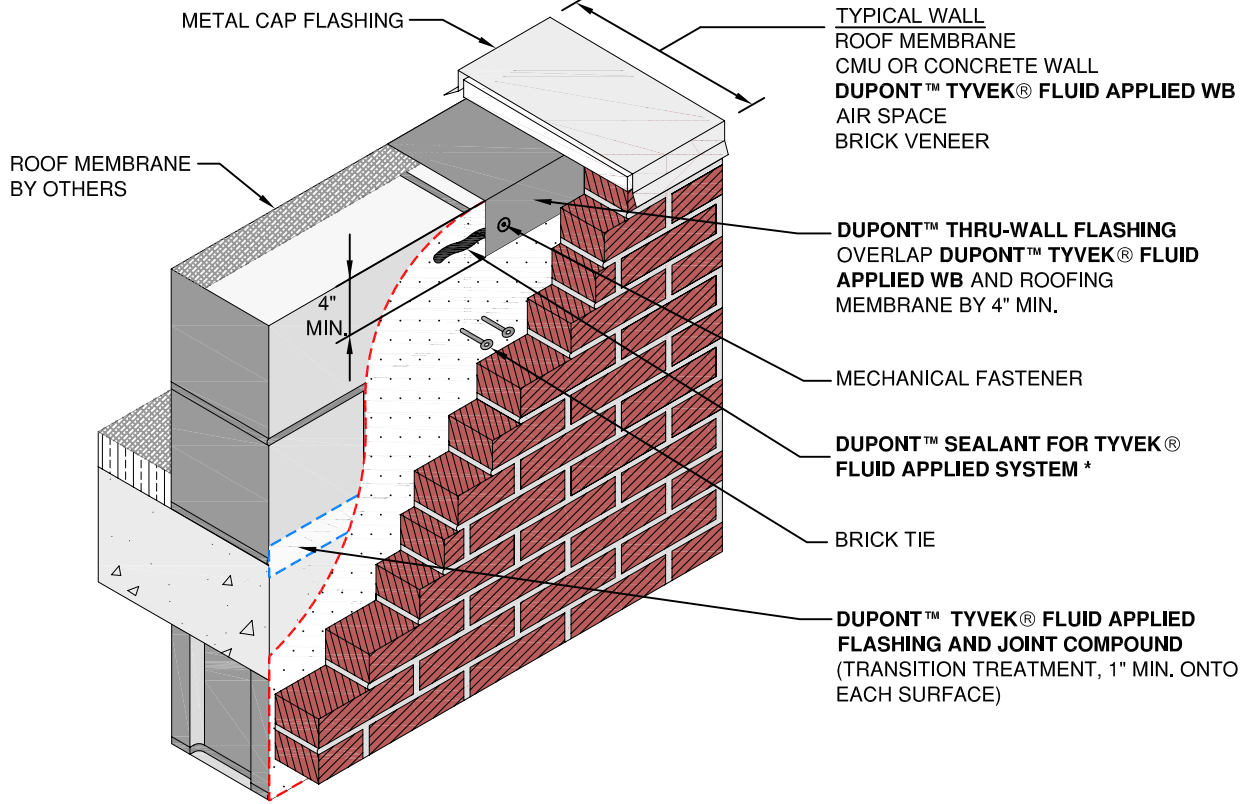 METAL CAP FLASHING
TYPICAL WALL
ROOF MEMBRANE
CMU OR CONCRETE WALL
DUPONT™ TYVEK® FLUID APPLIED WB
AIR SPACE
BRICK VENEER
ROOF MEMBRANE
BY OTHERS
DUPONT™ THRU-WALL FLASHING
OVERLAP DUPONT™ TYVEK® FLUID
APPLIED WB AND ROOFING
MEMBRANE BY 4" MIN.
4"
MIN.
MECHANICAL FASTENER
DUPONT™ SEALANT FOR TYVEK®
FLUID APPLIED SYSTEM *
BRICK TIE
DUPONT™ TYVEK® FLUID APPLIED
FLASHING AND JOINT COMPOUND
(TRANSITION TREATMENT, 1" MIN. ONTO
EACH SURFACE)